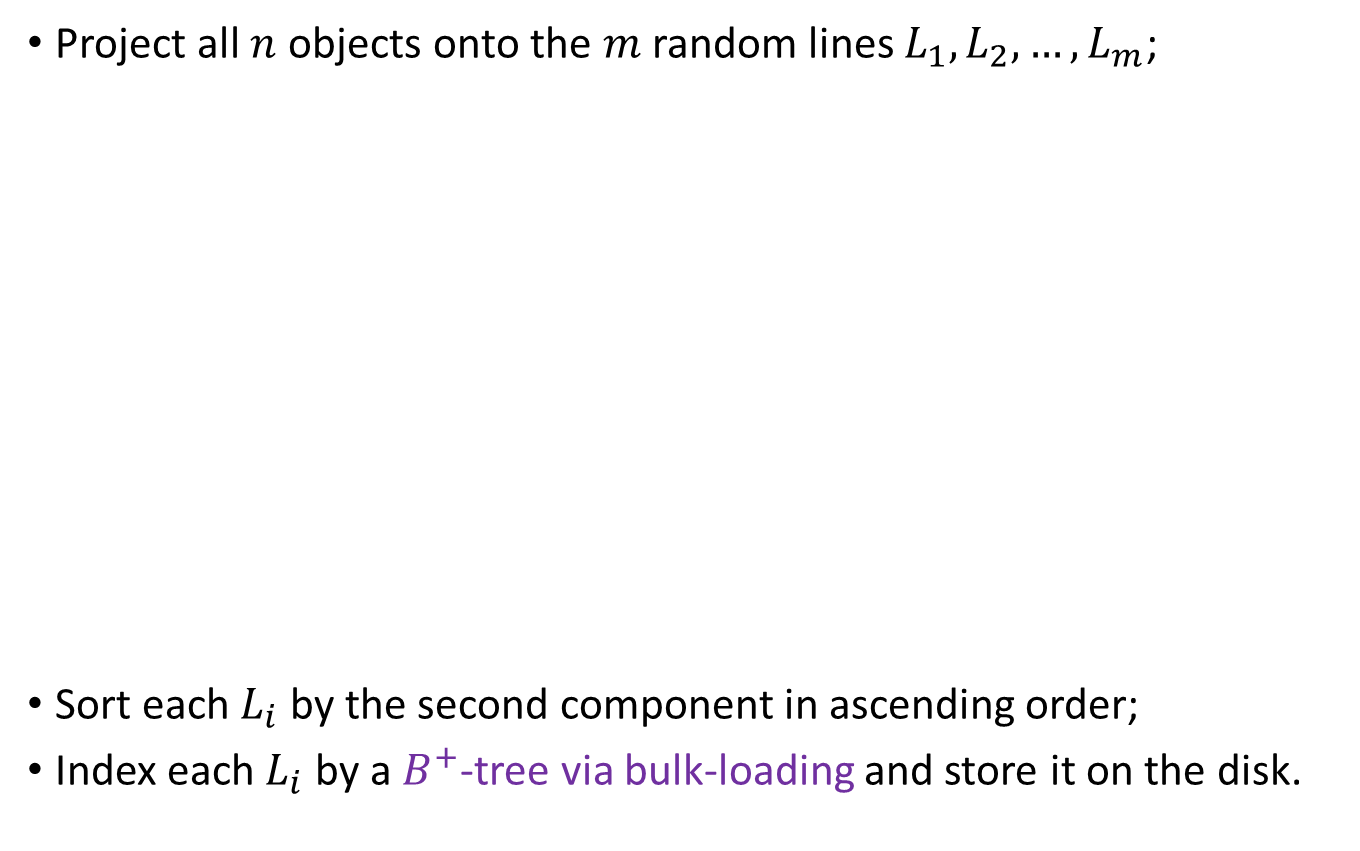 • Project all 𝑛 objects onto the 𝑚 random lines 𝐿₁, 𝐿₂, … , 𝐿ₘ;
• Sort each 𝐿ᵢ by the second component in ascending order;
• Index each 𝐿ᵢ by a 𝐵⁺-tree via bulk-loading and store it on the disk.